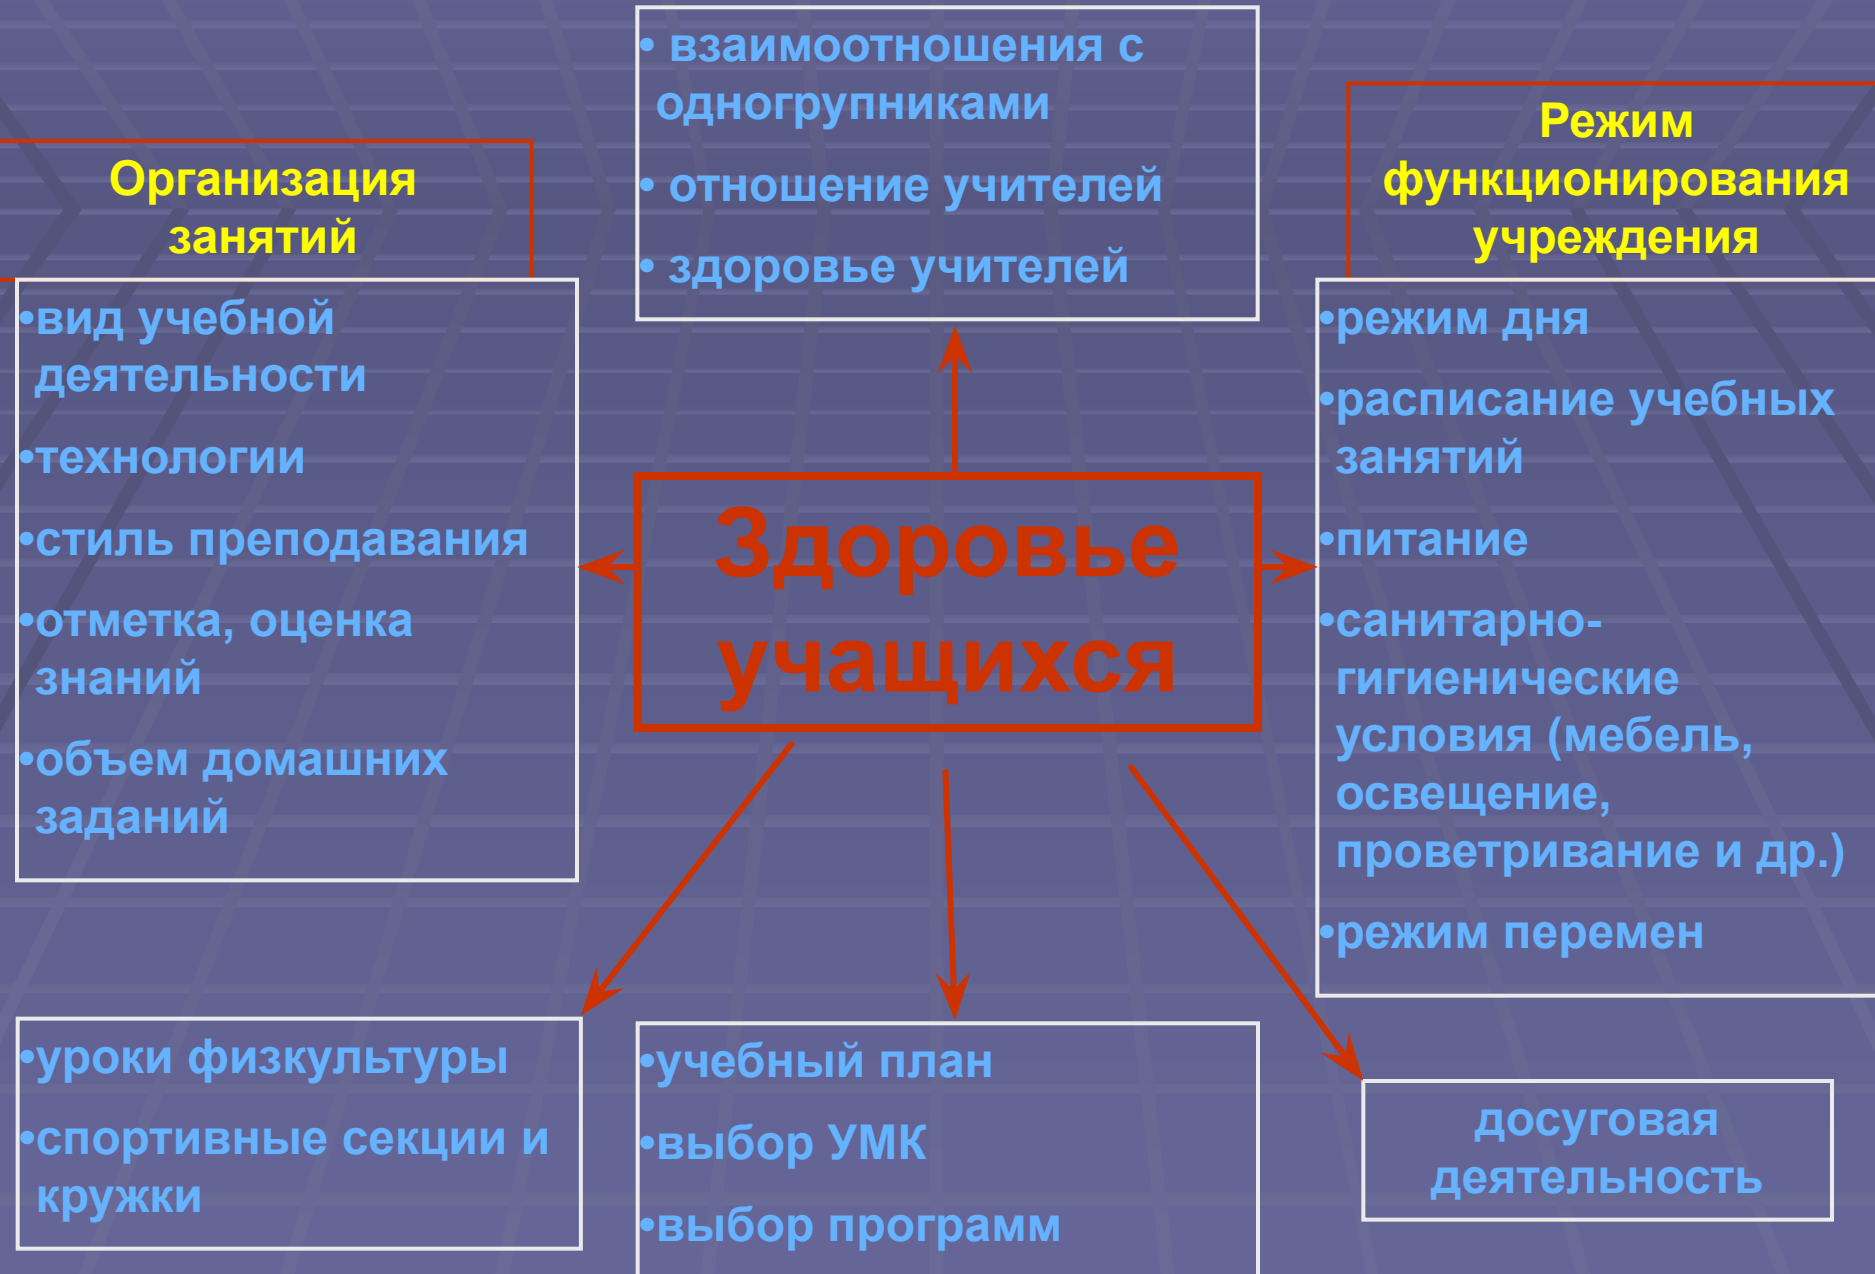 • взаимоотношения с
одногрупниками
• отношение учителей
• здоровье учителей
Организация
занятий
•вид учебной
деятельности
•технологии
•стиль преподавания
•отметка, оценка
знаний
•объем домашних
заданий
Режим
функционирования
учреждения
•режим дня
•расписание учебных
занятий
•питание
•санитарно-
гигиенические
условия (мебель,
освещение,
проветривание и др.)
•режим перемен
Здоровье
учащихся
•уроки физкультуры
•спортивные секции и
кружки
•учебный план
•выбор УМК
•выбор программ
досуговая
деятельность